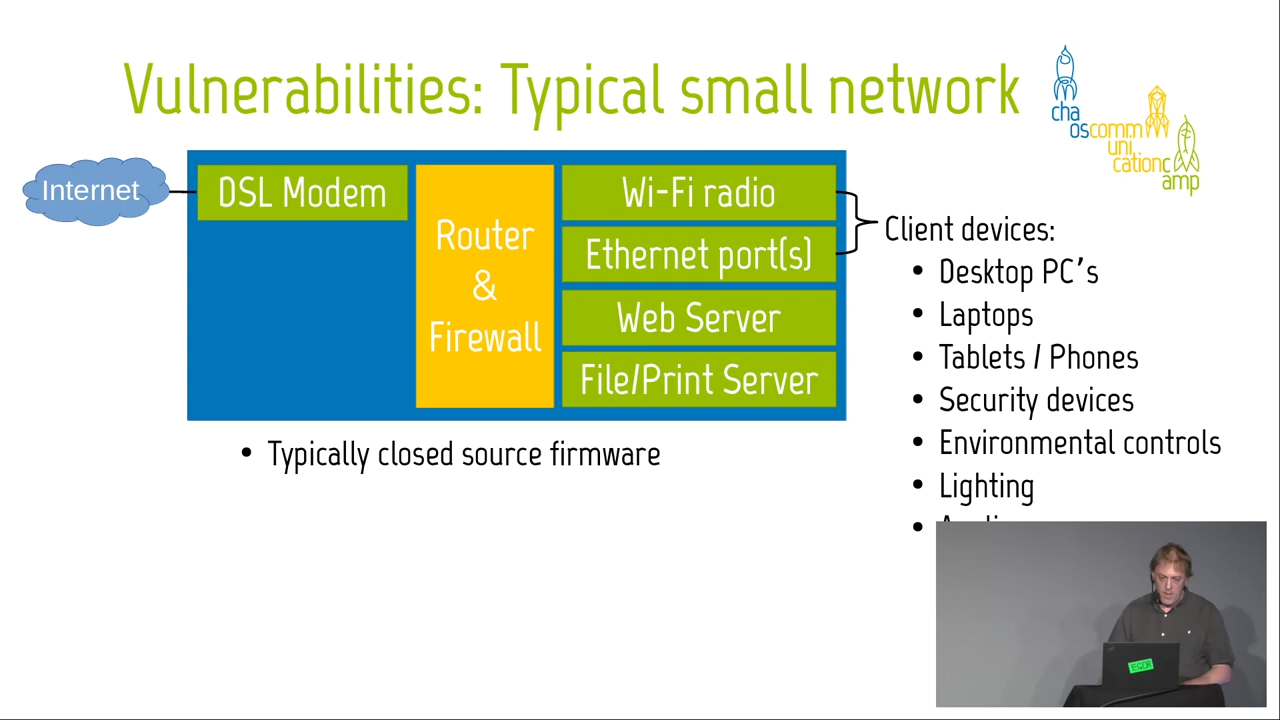 Vulnerabilities: Typical small network
cha
oscomm
uni
cationc
amp
Internet
DSL Modem
Router
&
Firewall
Wi-Fi radio
Ethernet port(s)
Web Server
File/Print Server
Client devices:
• Desktop PC's
• Laptops
• Tablets / Phones
• Security devices
• Environmental controls
• Lighting
• Typically closed source firmware